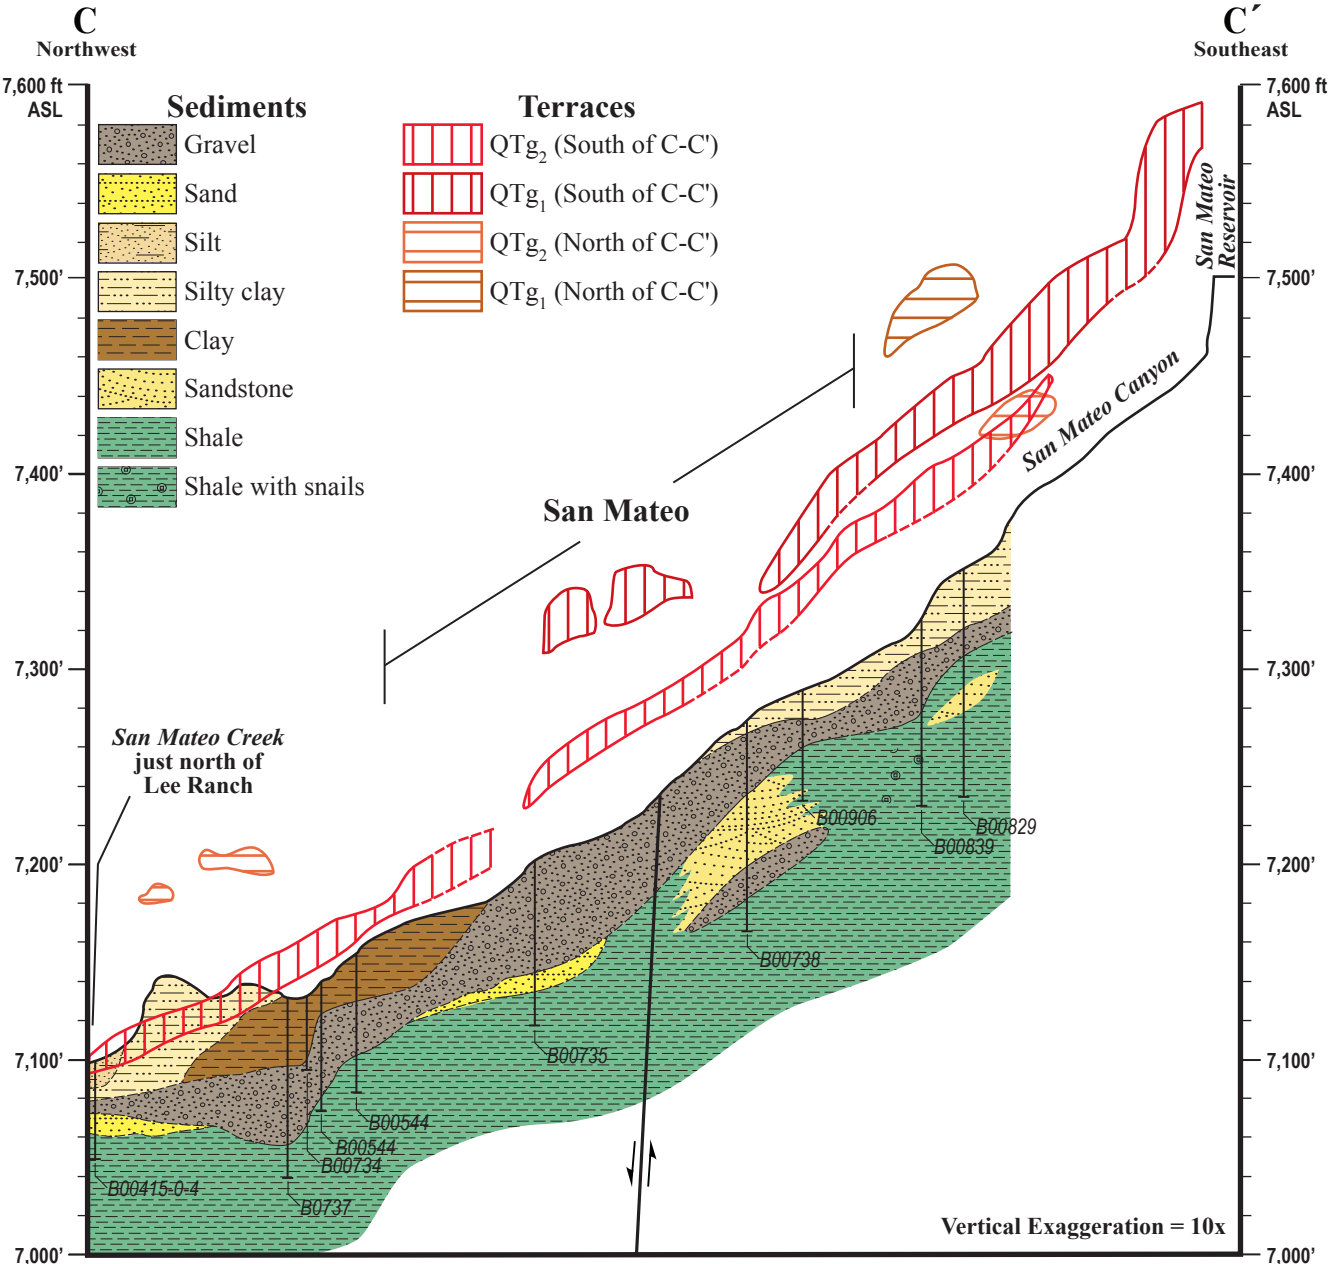 C
Northwest
C´
Southeast
7,600 ft
ASL
7,500’
7,400’
7,300’
7,200’
7,100’
7,000’
Sediments
Gravel
Sand
Silt
Silty clay
Clay
Sandstone
Shale
Shale with snails
Terraces
QTg2 (South of C-C')
QTg1 (South of C-C')
QTg2 (North of C-C')
QTg1 (North of C-C')
7,600 ft
ASL
7,500’
7,400’
7,300’
7,200’
7,100’
7,000’
San Mateo
Reservoir
San Mateo Canyon
San Mateo
San Mateo Creek
just north of
Lee Ranch
B00906
B00829
B00839
B00738
B00735
B00544
B00544
B00734
B00415-0-4
B0737
Vertical Exaggeration = 10x